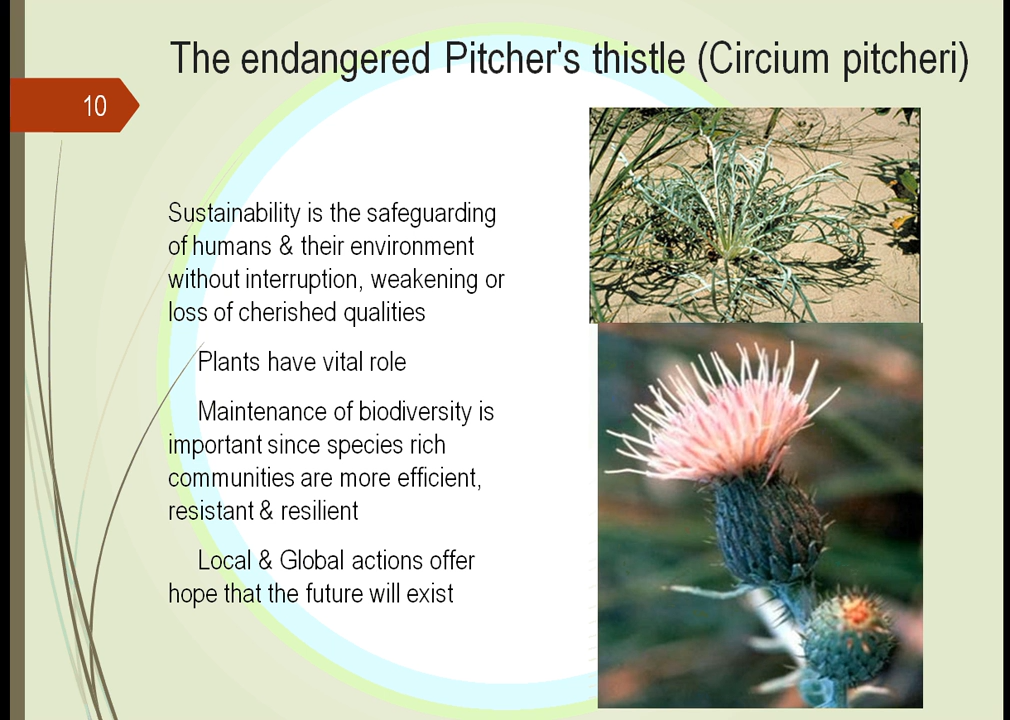 The endangered Pitcher's thistle (Circium pitcheri)
10
Sustainability is the safeguarding
of humans & their environment
without interruption, weakening or
loss of cherished qualities
Plants have vital role
Maintenance of biodiversity is
important since species rich
communities are more efficient,
resistant & resilient
Local & Global actions offer
hope that the future will exist